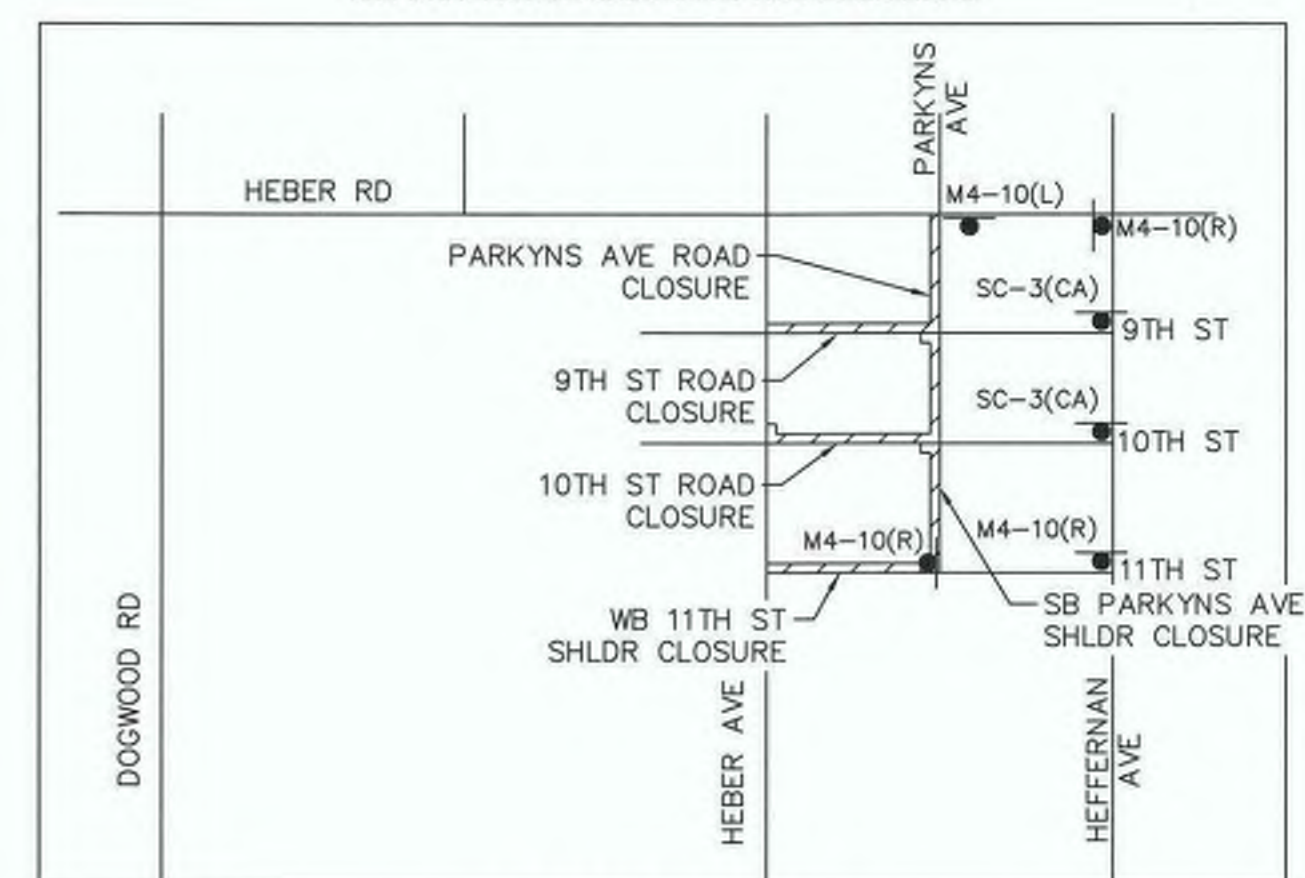 PARKYNS
AVE
HEBER RD
M4-10(L)
M4-10(R)
PARKYNS AVE ROAD
CLOSURE
SC-3(CA)
9TH ST
9TH ST ROAD
CLOSURE
SC-3(CA)
10TH ST
10TH ST ROAD
CLOSURE
M4-10(R)
M4-10(R)
11TH ST
WB 11TH ST
SHLDR CLOSURE
SB PARKYNS AVE
SHLDR CLOSURE
DOGWOOD RD
HEBER AVE
HEFFERNAN
AVE